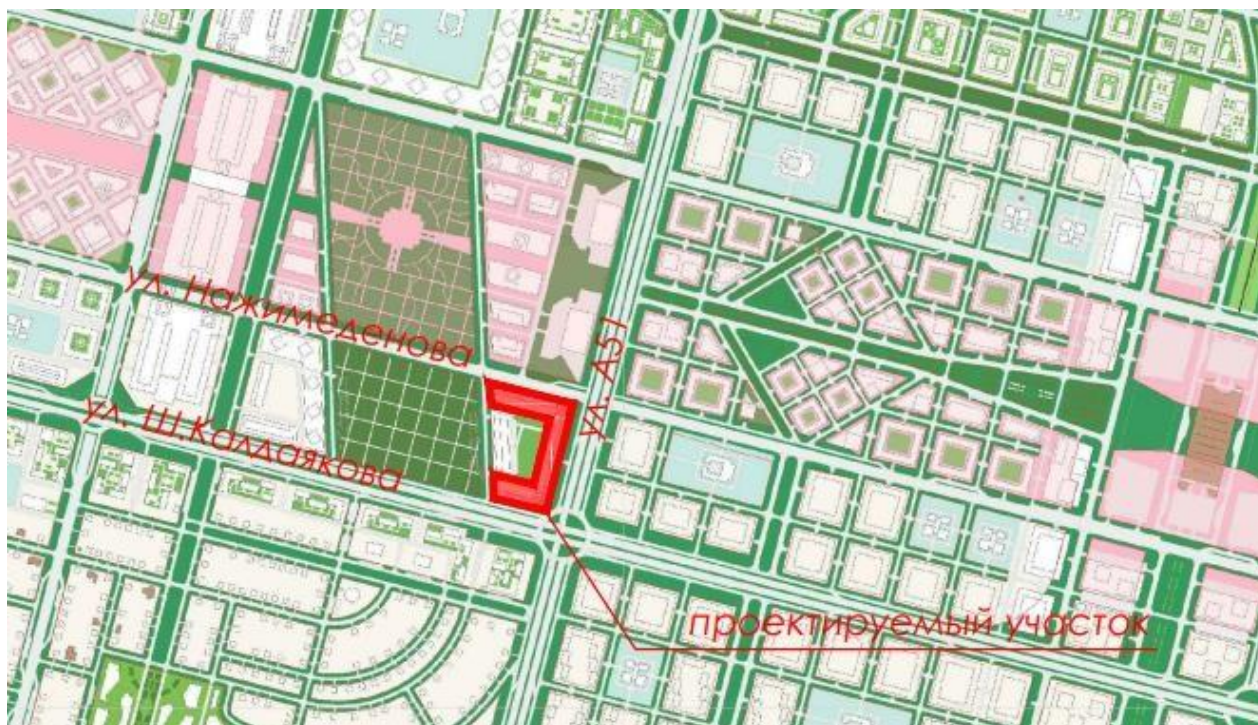 ул. Нажимеденова
ул. А51
ул. Ш.Калдаякова
проектируемый участок